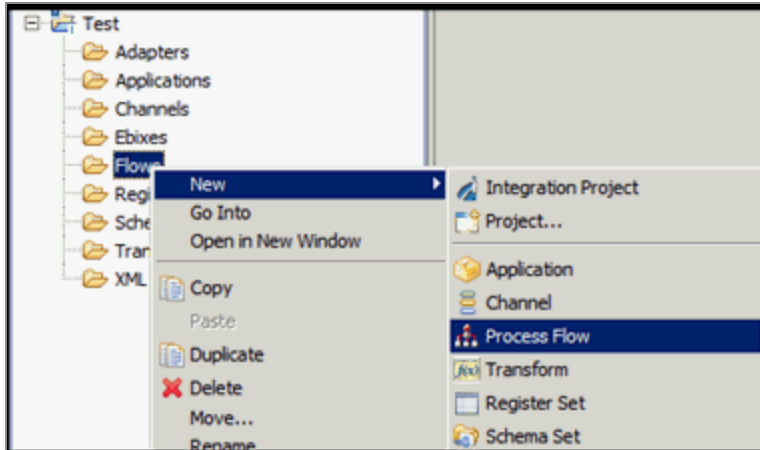 Test
Adapters
Applications
Channels
Ebixes
Flows
New
Integration Project
Go Into
Project...
Open in New Window
XML
Application
Copy
Channel
Paste
Process Flow
Duplicate
Transform
Delete
Register Set
Move...
Schema Set
Rename